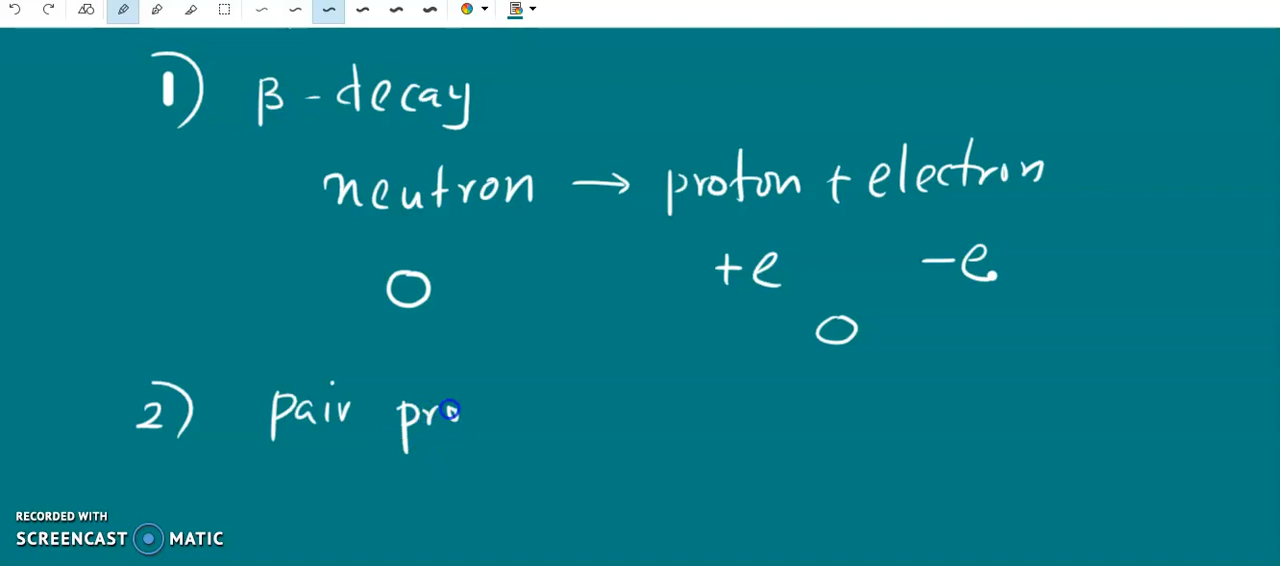 1) β - decay
neutron → proton + electron
+e -e
0
0
2) pair pro
RECORDED WITH
SCREENCAST MATIC